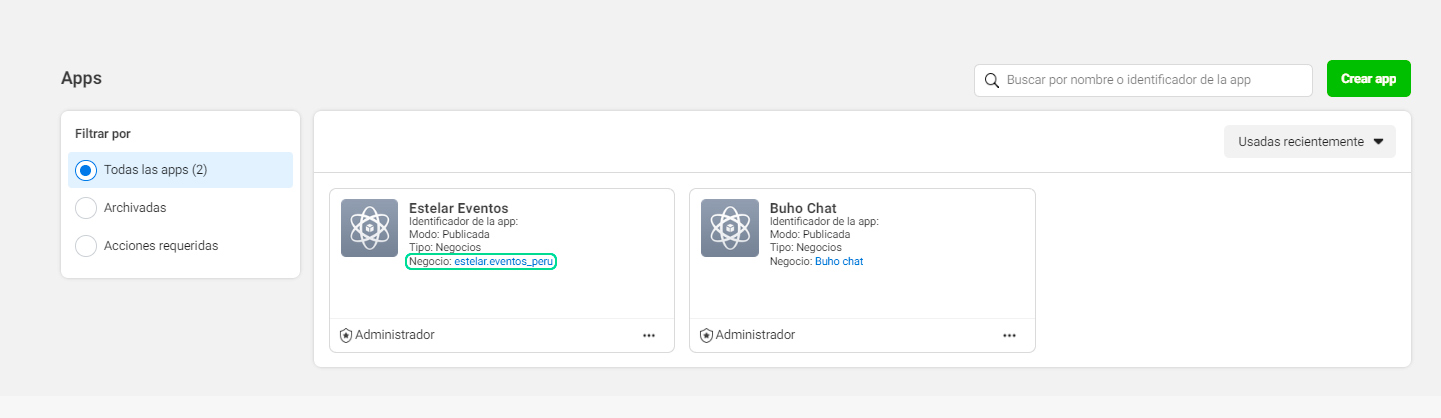 Apps
Buscar por nombre o identificador de la app
Crear app
Filtrar por
Todas las apps (2)
Archivadas
Acciones requeridas
Usadas recientemente
Estelar Eventos
Identificador de la app:
Modo: Publicada
Tipo: Negocios
Negocio: estelar.eventos_peru
Administrador
Buho Chat
Identificador de la app:
Modo: Publicada
Tipo: Negocios
Negocio: Buho chat
Administrador